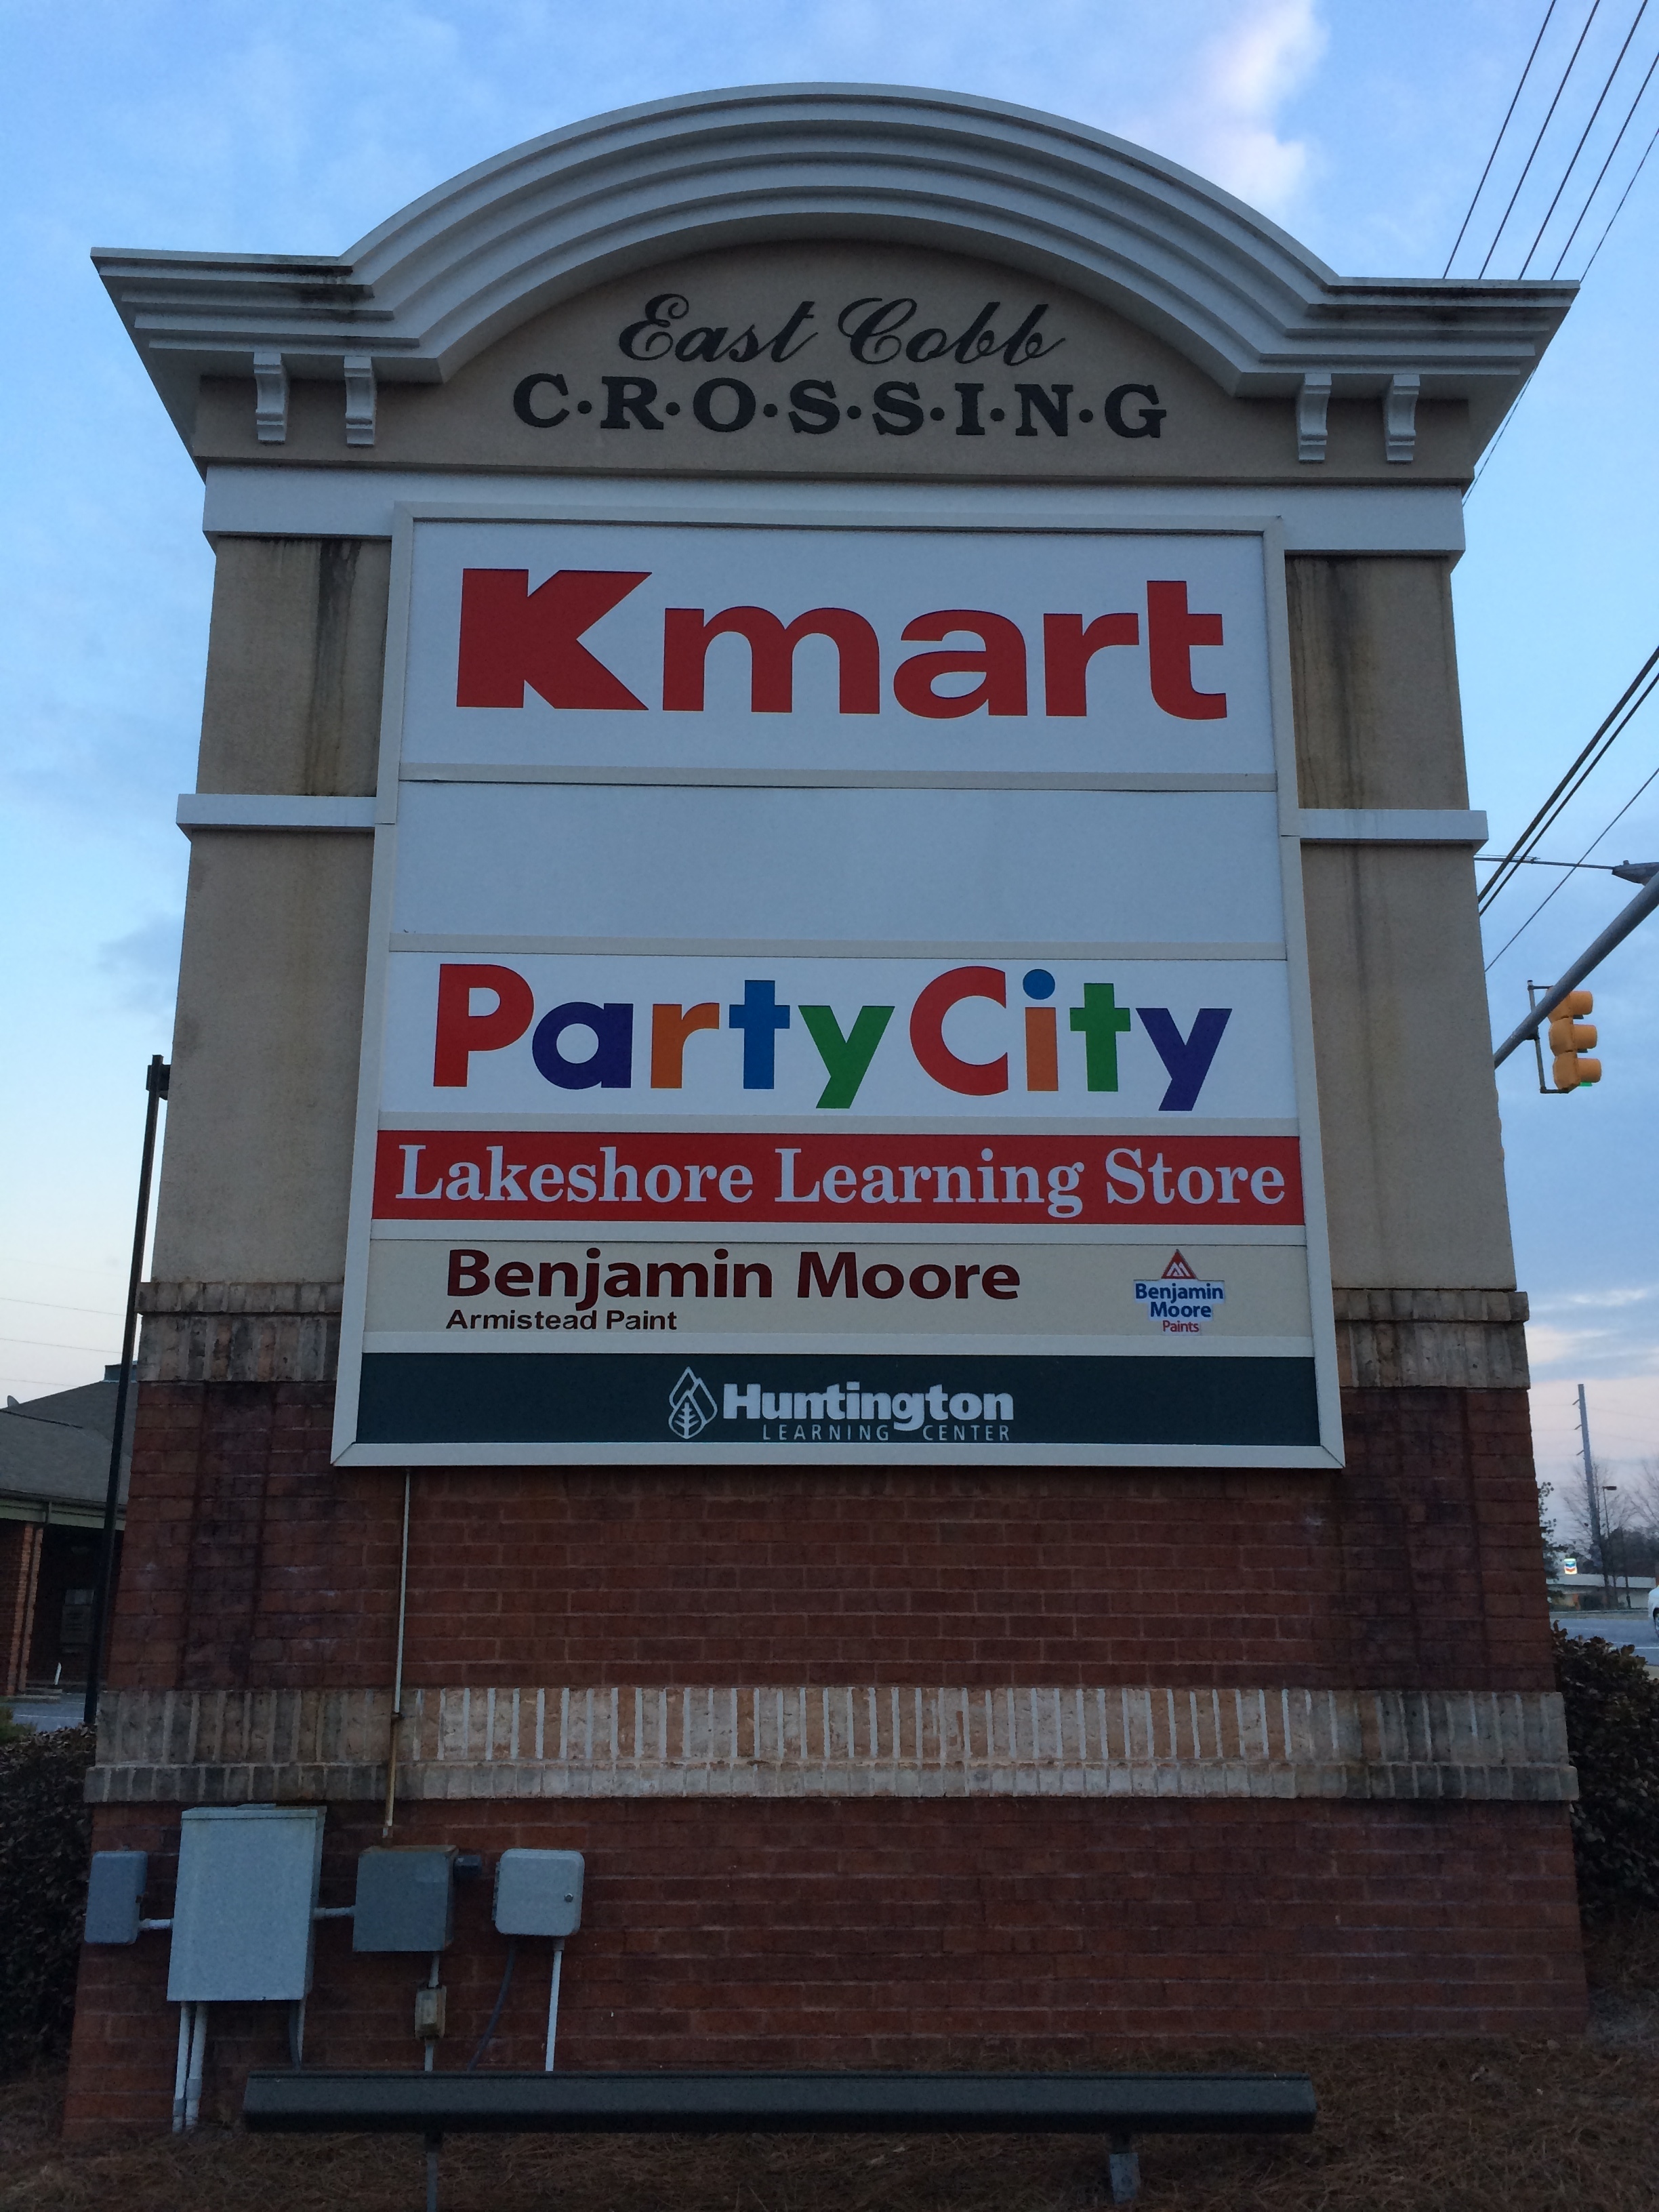 East Cobb
C·R·O·S·S·I·N·G
Kmart
Party City
Lakeshore Learning Store
Benjamin Moore
Armistead Paint
Benjamin
Moore
Paints
Huntington
LEARNING CENTER